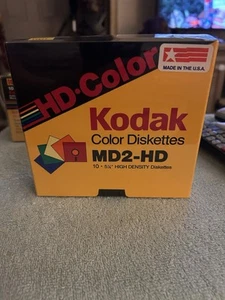 HD·Color
MADE IN THE U.S.A.
Kodak
Color Diskettes
MD2-HD
10 · 5¼" HIGH DENSITY Diskettes